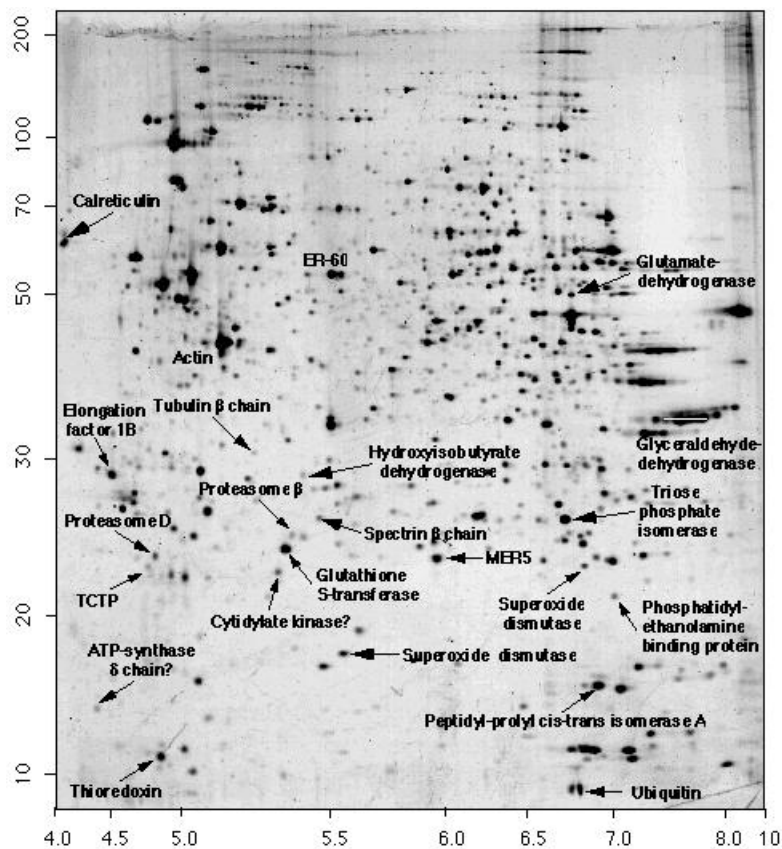 200
100
70
50
30
20
10
Calreticulin
ER-60
Glutamate-
dehydrogenase
Actin
Tubulin β chain
Elongation
factor 1B
Hydroxyisobutyrate
dehydrogenase
Glyceraldehyde-
dehydrogenase
Proteasome β
Triose
phosphate
isomerase
Proteasome D
Spectrin β chain
MER5
Glutathione
S-transferase
TCTP
Cytidylate kinase?
Superoxide
dismutase
Phosphatidyl-
ethanolamine
binding protein
ATP-synthase
δ chain?
Superoxide dismutase
Peptidyl-prolyl cis-trans isomerase A
Thioredoxin
Ubiquitin
4.0 4.5 5.0 5.5 6.0 6.5 7.0 8.0 10